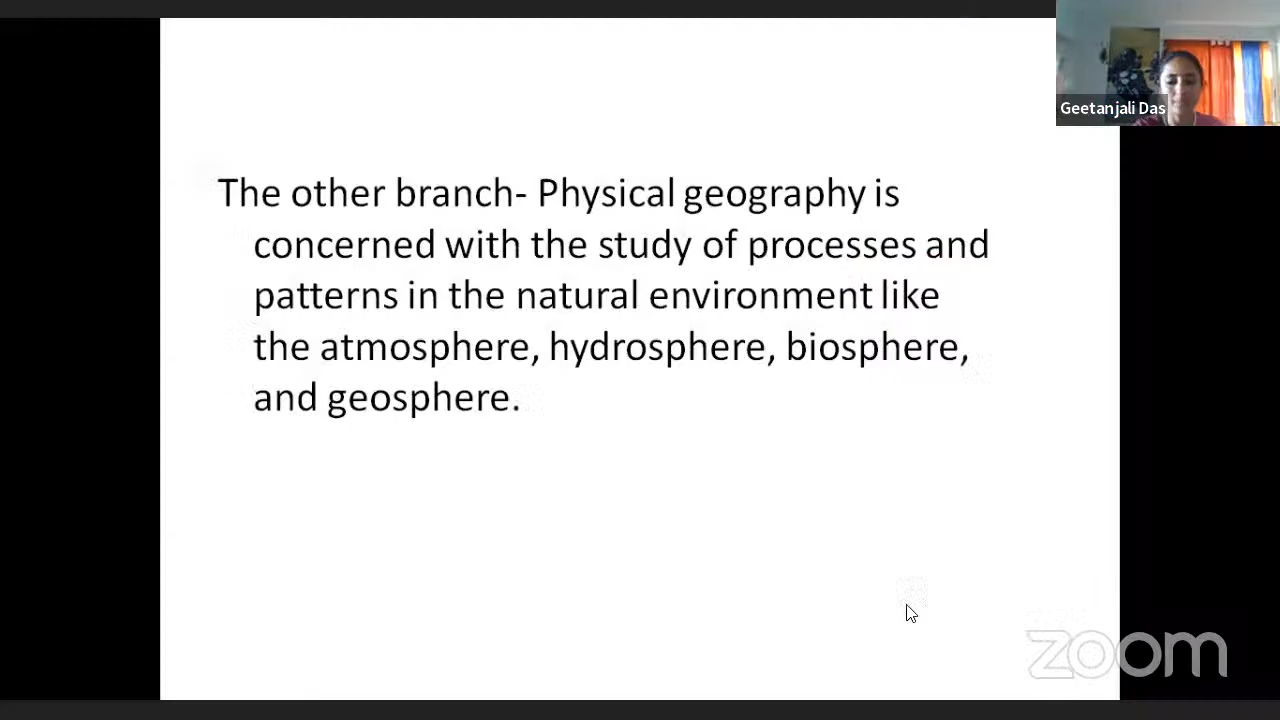 Geetanjali Das
The other branch- Physical geography is
concerned with the study of processes and
patterns in the natural environment like
the atmosphere, hydrosphere, biosphere,
and geosphere.
zoom